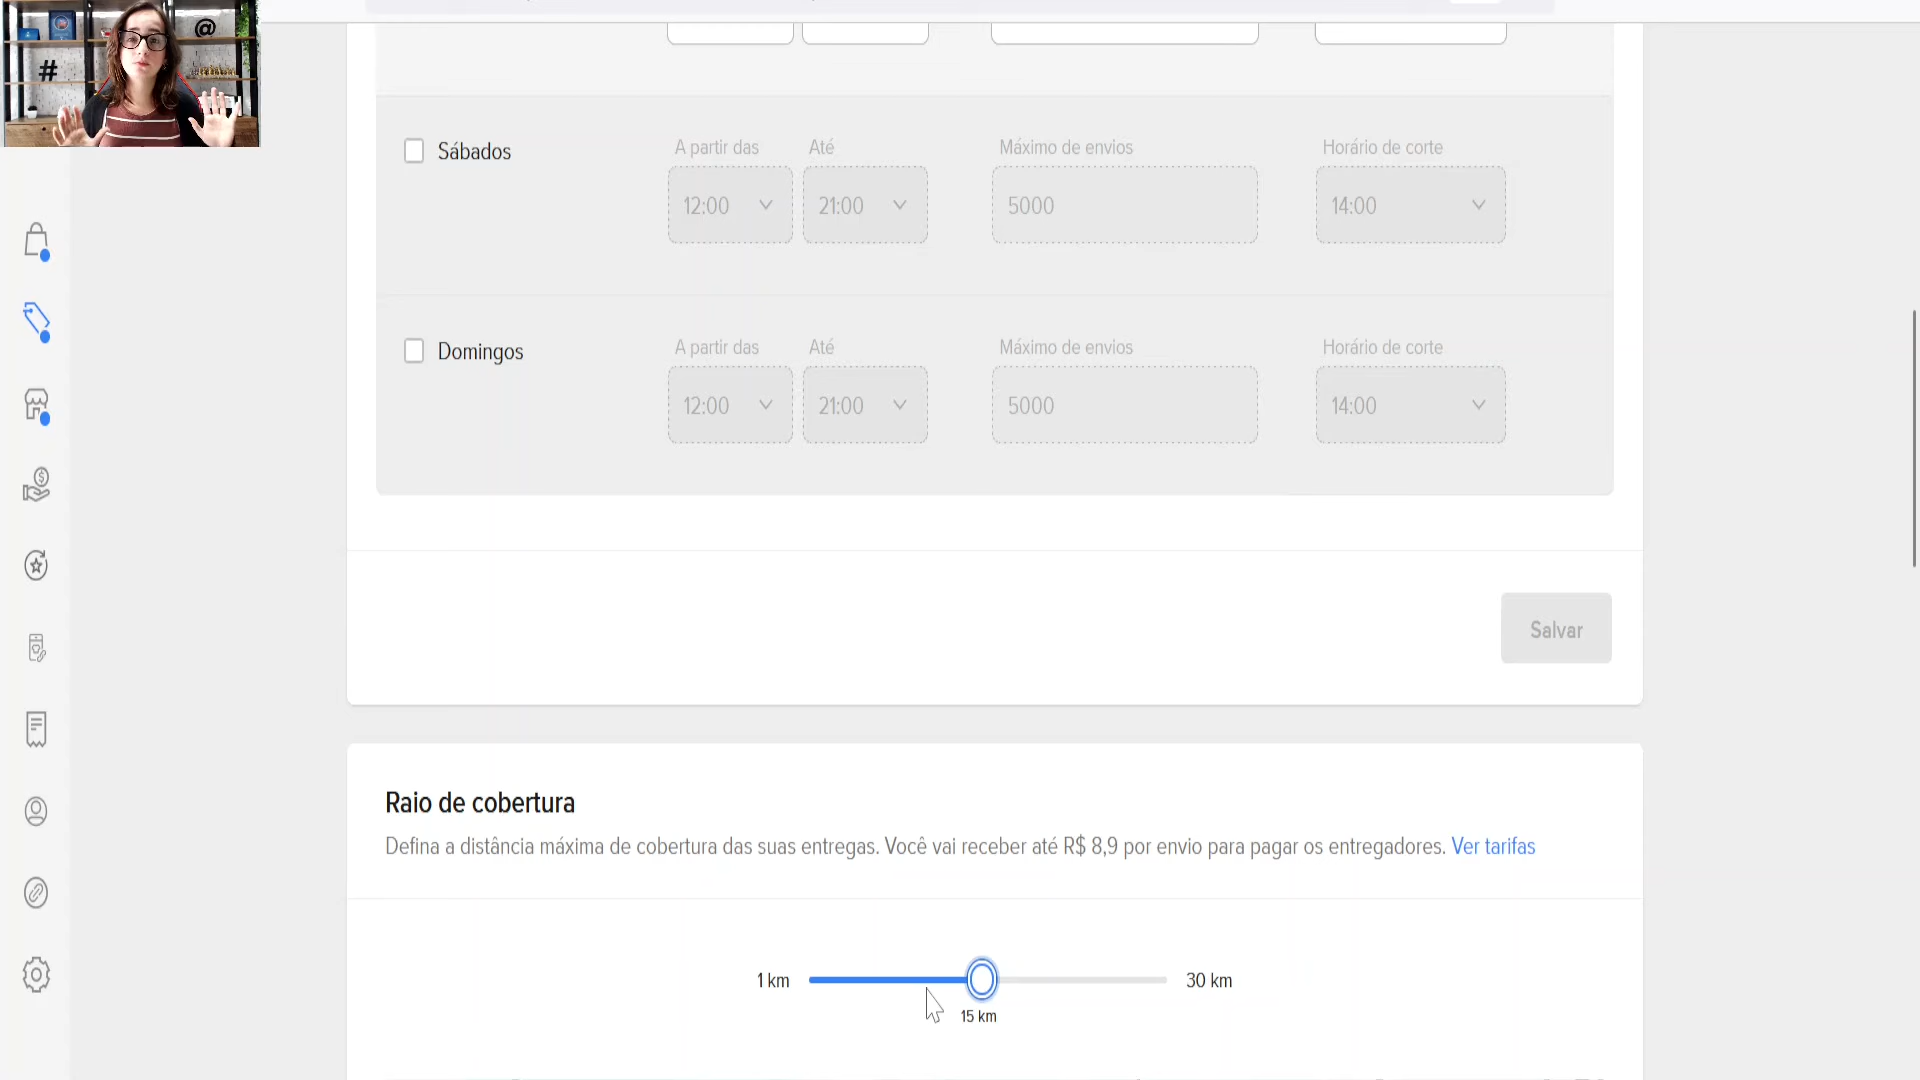 @
#
Sábados
A partir das
Até
Máximo de envios
Horário de corte
12:00
21:00
5000
14:00
Domingos
A partir das
Até
Máximo de envios
Horário de corte
12:00
21:00
5000
14:00
Salvar
Raio de cobertura
Defina a distância máxima de cobertura das suas entregas. Você vai receber até R$ 8,9 por envio para pagar os entregadores. Ver tarifas
1 km
30 km
15 km